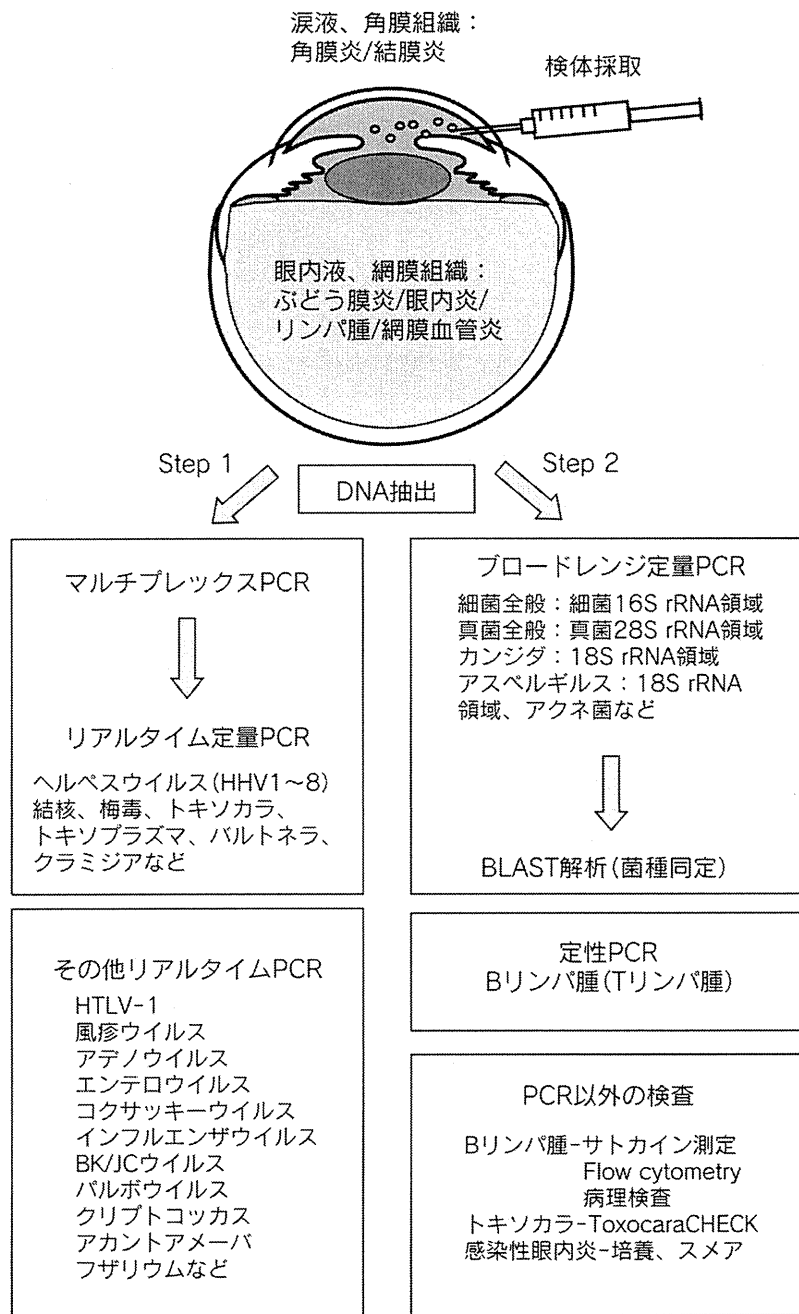 涙液、角膜組織：
角膜炎/結膜炎
検体採取
眼内液、網膜組織：
ぶどう膜炎/眼内炎/
リンパ腫/網膜血管炎
Step 1
DNA抽出
Step 2
マルチプレックスPCR
リアルタイム定量PCR
ヘルペスウイルス(HHV1～8)
結核、梅毒、トキソカラ、
トキソプラズマ、バルトネラ、
クラミジアなど
ブロードレンジ定量PCR
細菌全般：細菌16S rRNA領域
真菌全般：真菌28S rRNA領域
カンジダ：18S rRNA領域
アスペルギルス：18S rRNA
領域、アクネ菌など
BLAST解析(菌種同定)
その他リアルタイムPCR
HTLV-1
風疹ウイルス
アデノウイルス
エンテロウイルス
コクサッキーウイルス
インフルエンザウイルス
BK/JCウイルス
パルボウイルス
クリプトコッカス
アカントアメーバ
フザリウムなど
定性PCR
Bリンパ腫(Tリンパ腫)
PCR以外の検査
Bリンパ腫-サトカイン測定
Flow cytometry
病理検査
トキソカラ-ToxocaraCHECK
感染性眼内炎-培養、スメア